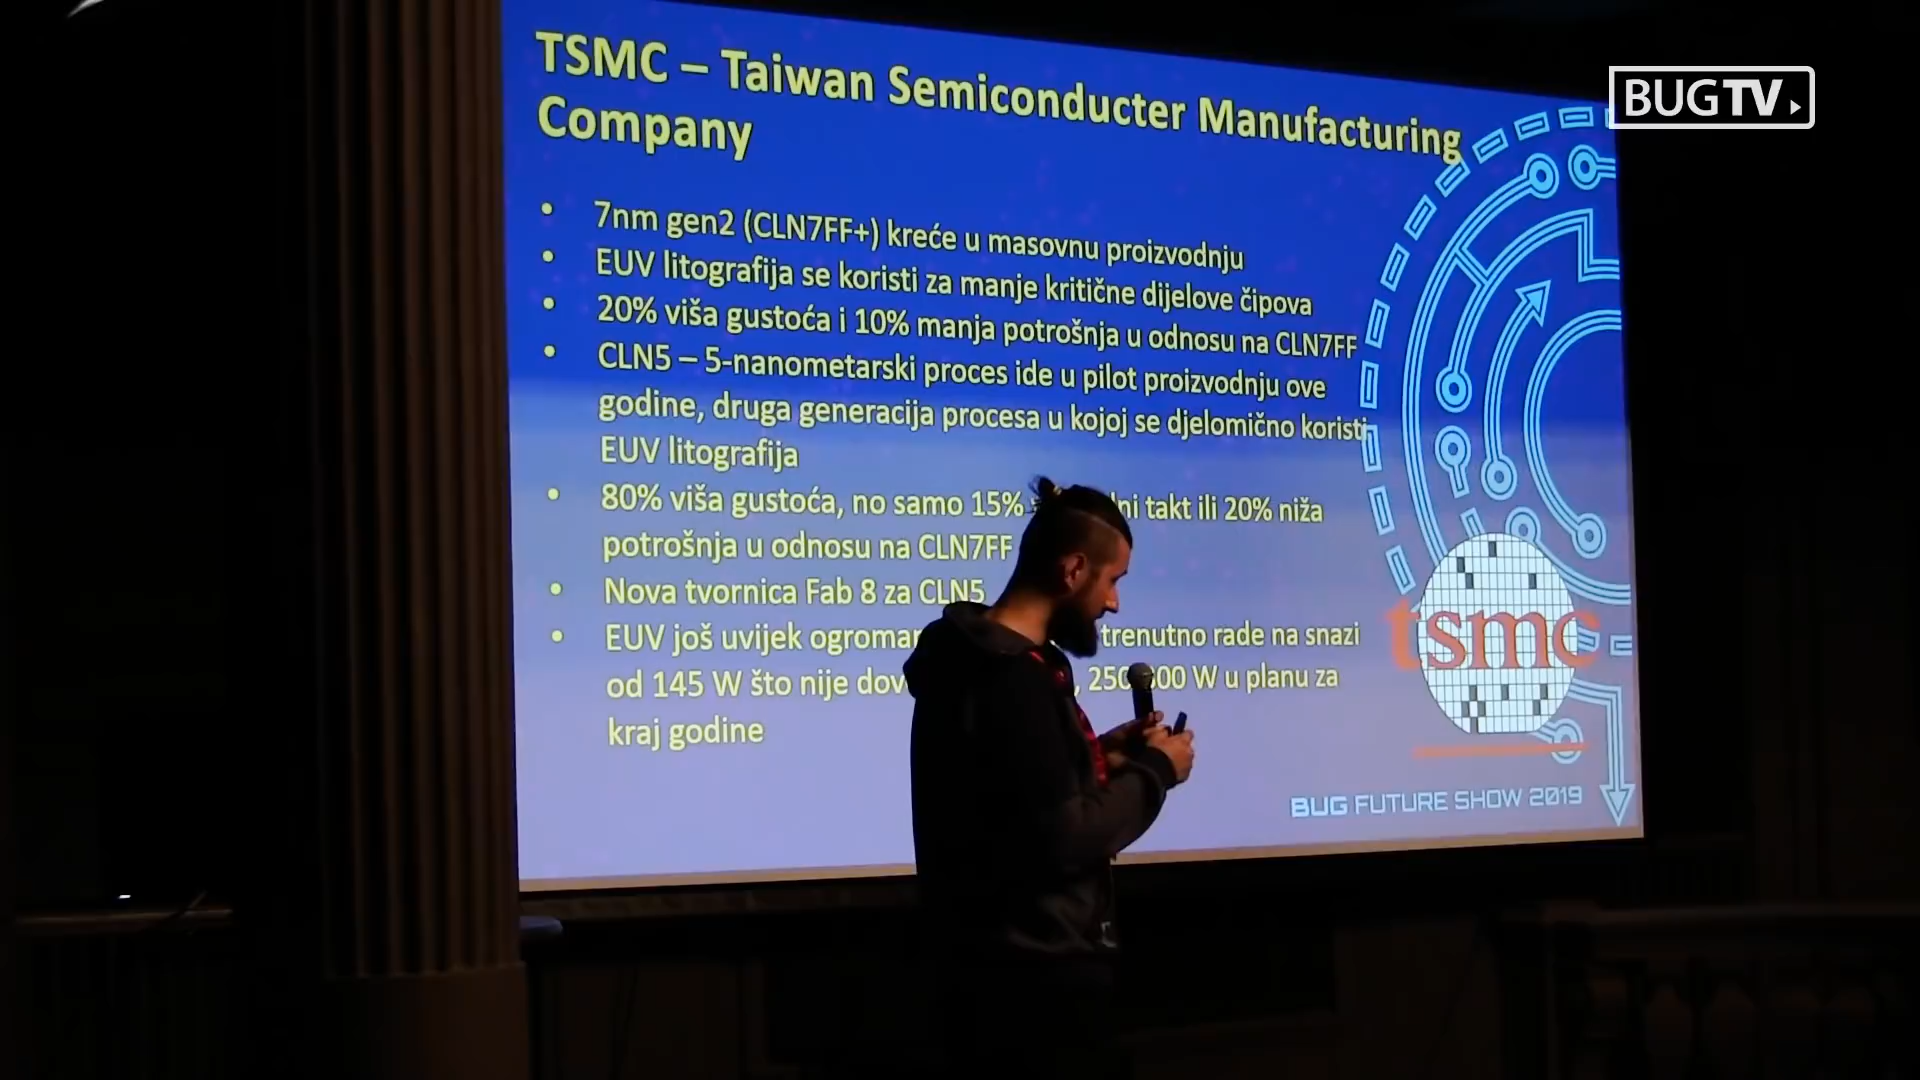 BUGTV
TSMC – Taiwan Semiconducter Manufacturing
Company
• 7nm gen2 (CLN7FF+) kreće u masovnu proizvodnju
• EUV litografija se koristi za manje kritične dijelove čipova
• 20% viša gustoća i 10% manja potrošnja u odnosu na CLN7FF
• CLN5 – 5-nanometarski proces ide u pilot proizvodnju ove
godine, druga generacija procesa u kojoj se djelomično koristi
EUV litografija
• 80% viša gustoća, no samo 15% takt ili 20% niža
potrošnja u odnosu na CLN7FF
• Nova tvornica Fab 8 za CLN5
• EUV još uvijek trenutno rade na snazi
od 145 W što nije W u planu za
kraj godine
tsmc
BUG FUTURE SHOW 2019